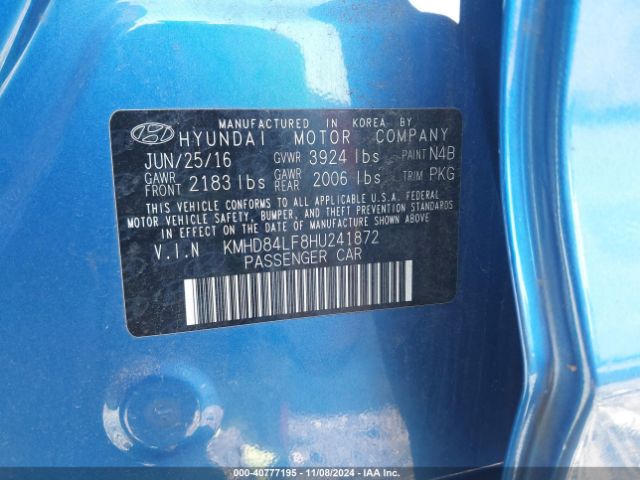 MANUFACTURED IN KOREA BY
HYUNDAI MOTOR COMPANY
JUN/25/16 GVWR 3924 lbs PAINT N4B
GAWR FRONT 2183 lbs GAWR REAR 2006 lbs TRIM PKG
THIS VEHICLE CONFORMS TO ALL APPLICABLE U.S.A. FEDERAL
MOTOR VEHICLE SAFETY, BUMPER, AND THEFT PREVENTION STANDARDS
IN EFFECT ON THE DATE OF MANUFACTURE SHOWN ABOVE.
V.I.N KMHD84LF8HU241872
PASSENGER CAR
000-40777195 - 11/08/2024 - IAA Inc.